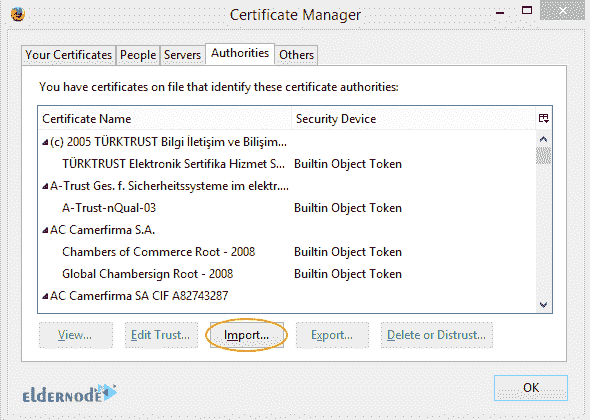 Certificate Manager
Your Certificates People Servers Authorities Others
You have certificates on file that identify these certificate authorities:
Certificate Name Security Device
(c) 2005 TÜRKTRUST Bilgi İletişim ve Bilişim...
TÜRKTRUST Elektronik Sertifika Hizmet S... Builtin Object Token
A-Trust Ges. f. Sicherheitssysteme im elektr....
A-Trust-nQual-03 Builtin Object Token
AC Camerfirma S.A.
Chambers of Commerce Root - 2008 Builtin Object Token
Global Chambersign Root - 2008 Builtin Object Token
AC Camerfirma SA CIF A82743287
View... Edit Trust... Import... Export... Delete or Distrust...
eldernode
OK